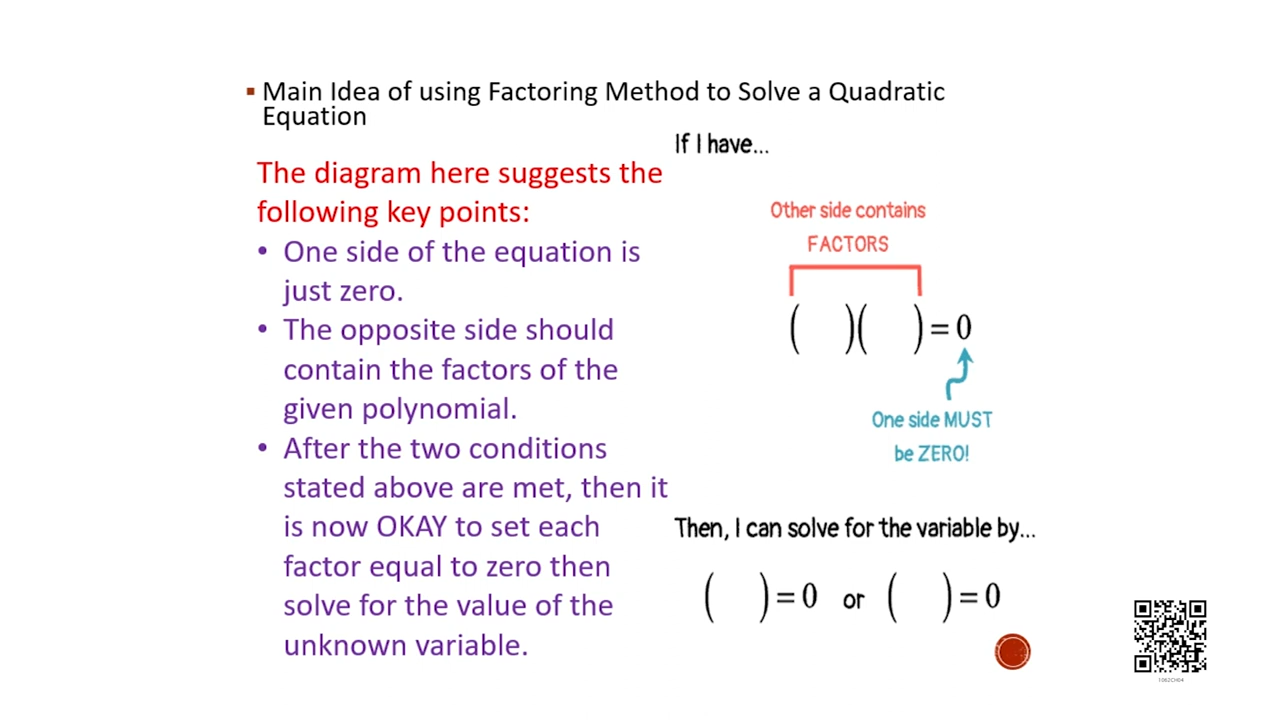 ▪ Main Idea of using Factoring Method to Solve a Quadratic
Equation
If I have...
The diagram here suggests the
following key points:
• One side of the equation is
just zero.
• The opposite side should
contain the factors of the
given polynomial.
• After the two conditions
stated above are met, then it
is now OKAY to set each
factor equal to zero then
solve for the value of the
unknown variable.
Other side contains
FACTORS
( )( ) = 0
One side MUST
be ZERO!
Then, I can solve for the variable by...
( ) = 0 or ( ) = 0
1062CH04